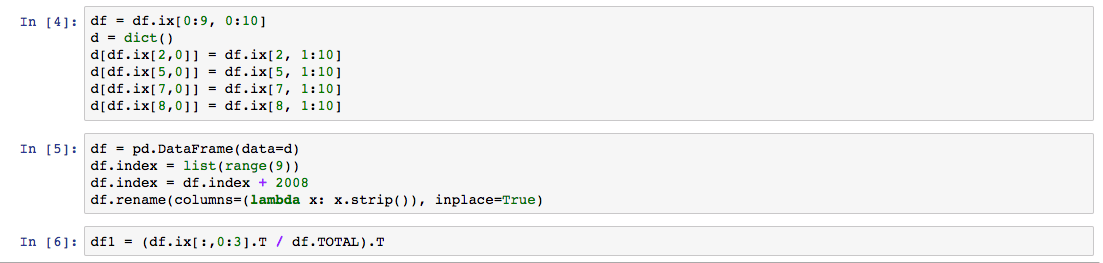 In [4]: df = df.ix[0:9, 0:10]
d = dict()
d[df.ix[2,0]] = df.ix[2, 1:10]
d[df.ix[5,0]] = df.ix[5, 1:10]
d[df.ix[7,0]] = df.ix[7, 1:10]
d[df.ix[8,0]] = df.ix[8, 1:10]
In [5]: df = pd.DataFrame(data=d)
df.index = list(range(9))
df.index = df.index + 2008
df.rename(columns=(lambda x: x.strip()), inplace=True)
In [6]: df1 = (df.ix[:,0:3].T / df.TOTAL).T